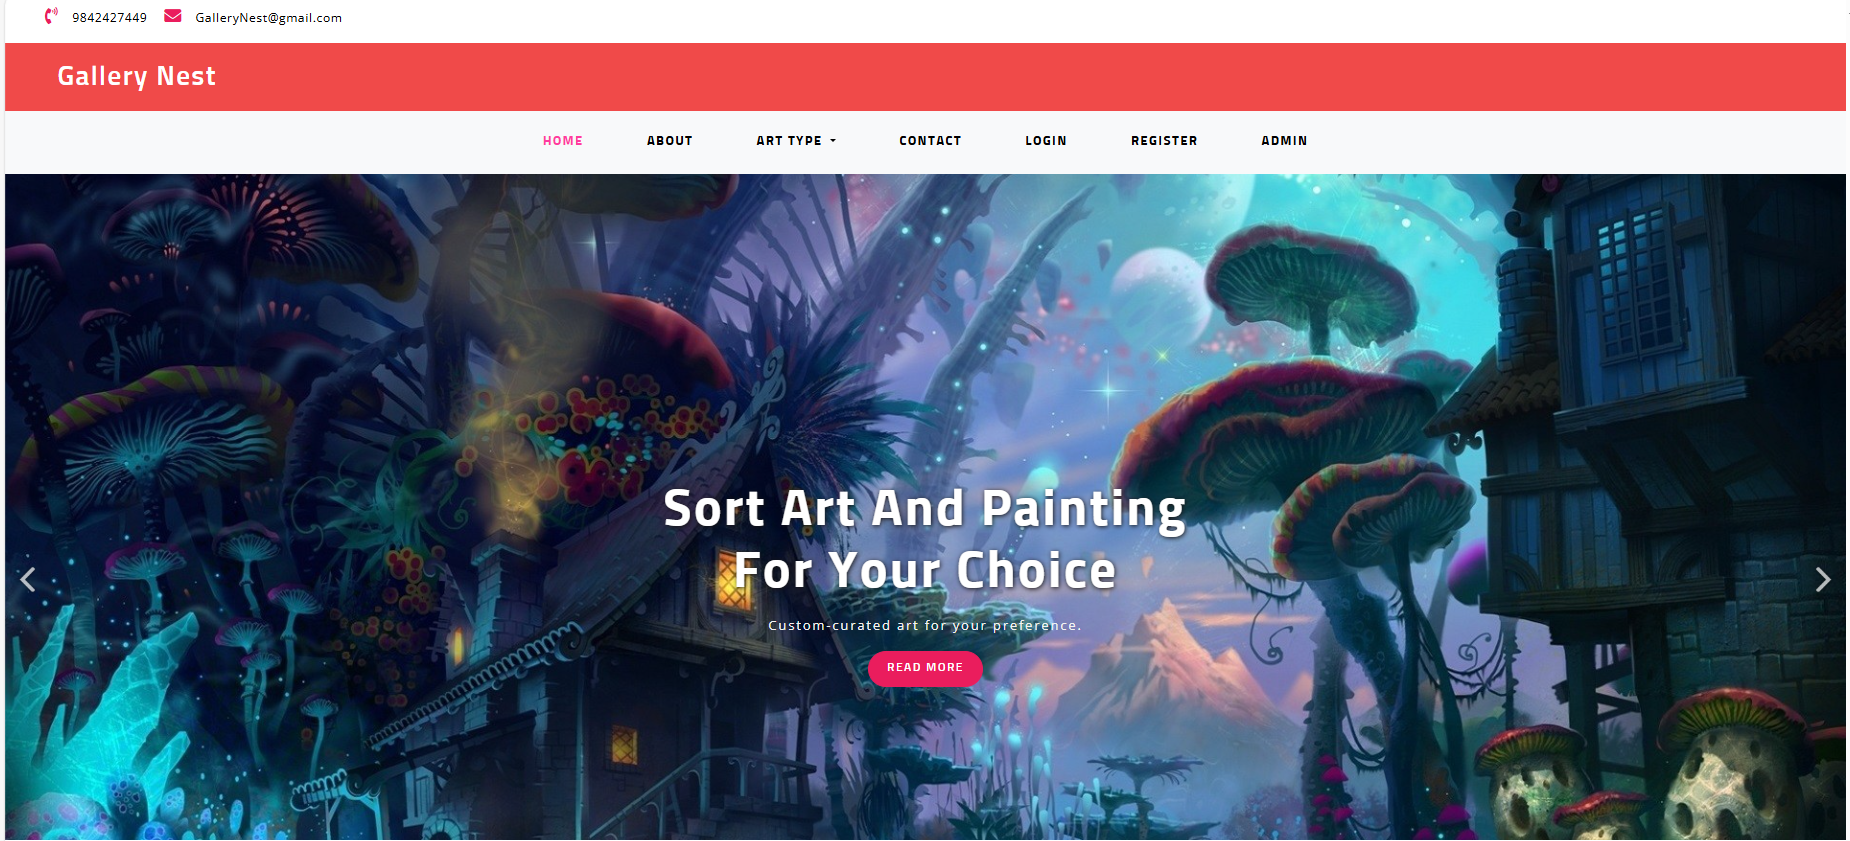 9842427449 GalleryNest@gmail.com
Gallery Nest
HOME ABOUT ART TYPE CONTACT LOGIN REGISTER ADMIN
Sort Art And Painting
For Your Choice
Custom-curated art for your preference.
READ MORE